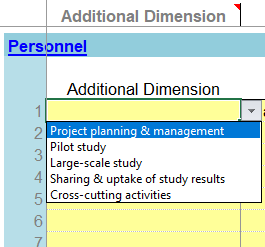 Additional Dimension
Personnel
Additional Dimension
1
2
Project planning & management
3
Pilot study
4
Large-scale study
Sharing & uptake of study results
5
Cross-cutting activities
6
7